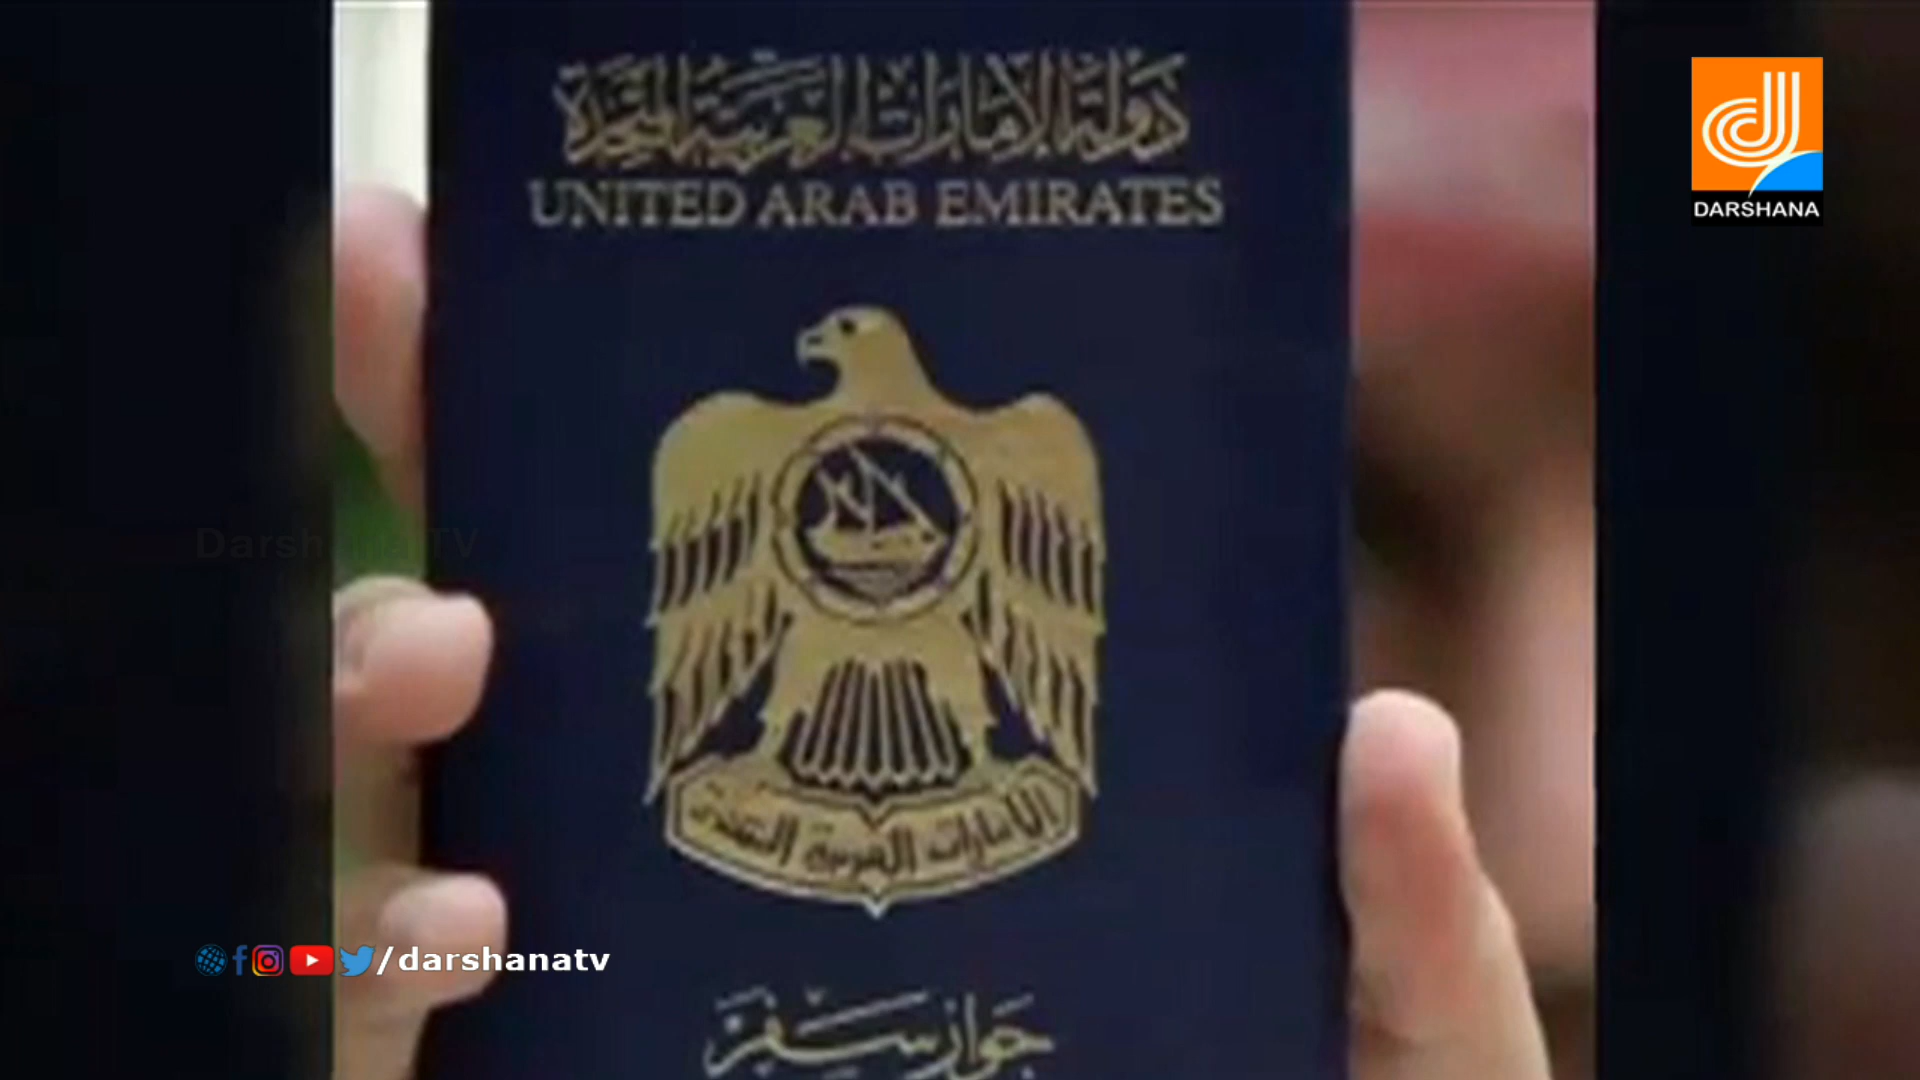 دولة الإمارات العربية المتحدة
UNITED ARAB EMIRATES
DARSHANA
Darshana TV
الإمارات العربية المتحدة
/darshanatv
جواز سفر